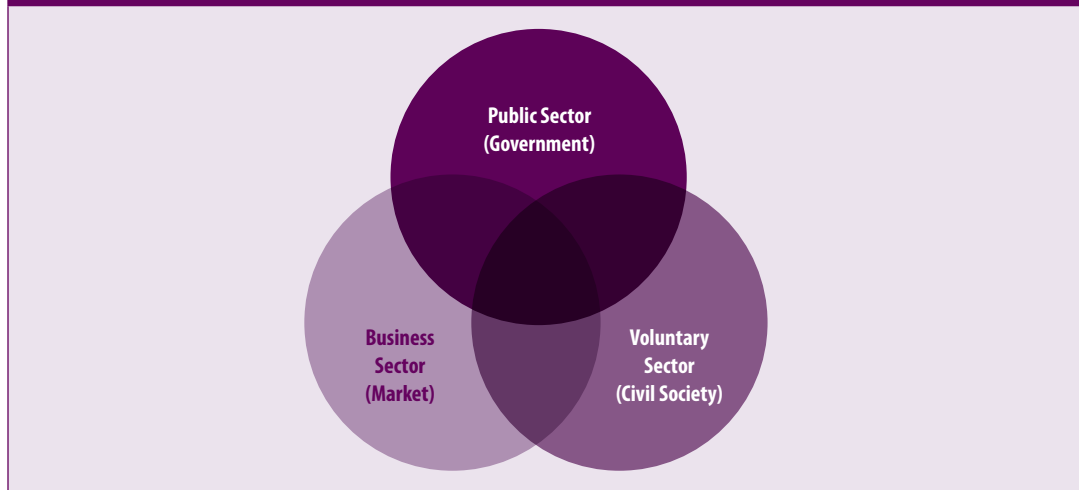 Public Sector
(Government)
Business
Sector
(Market)
Voluntary
Sector
(Civil Society)